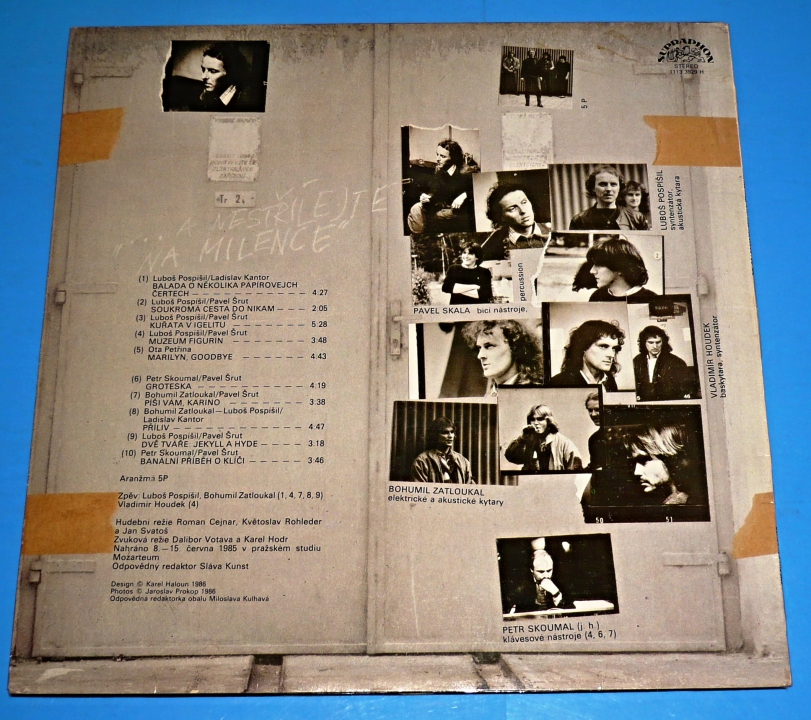 SUPRAPHON
STEREO
1113 3929 H
5 P
NA MILENCE"
(1) Luboš Pospíšil/Ladislav Kantor
BALADA O NĚKOLIKA PAPÍROVEJCH
ČERTECH — 4:27
(2) Luboš Pospíšil/Pavel Šrut
SOUKROMÁ CESTA DO NIKAM — 2:05
(3) Luboš Pospíšil/Pavel Šrut
KUŘATA V IGELITU — 5:28
(4) Luboš Pospíšil/Pavel Šrut
MUZEUM FIGURIN — 3:48
(5) Ota Petřina
MARILYN, GOODBYE — 4:43
(6) Petr Skoumal/Pavel Šrut
GROTESKA — 4:19
(7) Bohumil Zatloukal/Pavel Šrut
PÍŠI VÁM, KARINO — 3:38
(8) Bohumil Zatloukal—Luboš Pospíšil/
Ladislav Kantor
PŘÍLIV — 4:47
(9) Luboš Pospíšil/Pavel Šrut
DVĚ TVÁŘE: JEKYLL A HYDE — 3:18
(10) Petr Skoumal/Pavel Šrut
BANÁLNÍ PŘÍBĚH O KLÍČI — 3:46
Aranžmá 5P
Zpěv: Luboš Pospíšil, Bohumil Zatloukal (1, 4, 7, 8, 9)
Vladimír Houdek (4)
Hudební režie Roman Cejnar, Květoslav Rohleder
a Jan Svatoš
Zvuková režie Dalibor Votava a Karel Hodr
Nahráno 8.—15. června 1985 v pražském studiu
Mozarteum
Odpovědný redaktor Sláva Kunst
Design © Karel Haloun 1986
Photos © Jaroslav Prokop 1986
Odpovědná redaktorka obalu Miloslava Kulhavá
LUBOŠ POSPÍŠIL
syntenzátor,
akustická kytara
PAVEL SKALA bicí nástroje,
percussion
VLADIMÍR HOUDEK
baskytara, syntenzátor
BOHUMIL ZATLOUKAL
elektrické a akustické kytary
50 51
PETR SKOUMAL (j. h.)
klávesové nástroje (4, 6, 7)